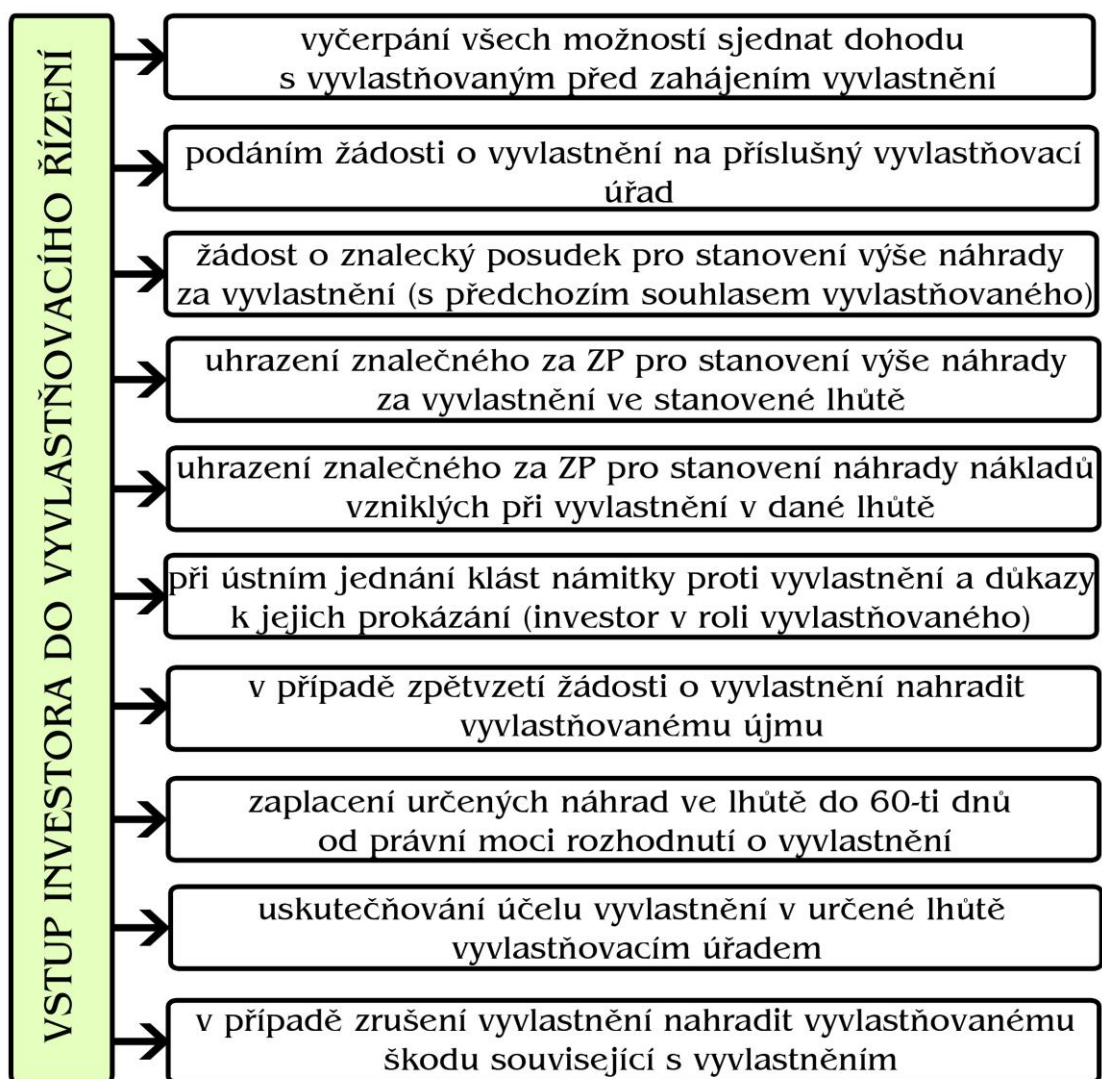 VSTUP INVESTORA DO VYVLASTŇOVACÍHO ŘÍZENÍ
vyčerpání všech možností sjednat dohodu
s vyvlastňovaným před zahájením vyvlastnění
podáním žádosti o vyvlastnění na příslušný vyvlastňovací
úřad
žádost o znalecký posudek pro stanovení výše náhrady
za vyvlastnění (s předchozím souhlasem vyvlastňovaného)
uhrazení znalečného za ZP pro stanovení výše náhrady
za vyvlastnění ve stanovené lhůtě
uhrazení znalečného za ZP pro stanovení náhrady nákladů
vzniklých při vyvlastnění v dané lhůtě
při ústním jednání klást námitky proti vyvlastnění a důkazy
k jejich prokázání (investor v roli vyvlastňovaného)
v případě zpětvzetí žádosti o vyvlastnění nahradit
vyvlastňovanému újmu
zaplacení určených náhrad ve lhůtě do 60-ti dnů
od právní moci rozhodnutí o vyvlastnění
uskutečňování účelu vyvlastnění v určené lhůtě
vyvlastňovacím úřadem
v případě zrušení vyvlastnění nahradit vyvlastňovanému
škodu související s vyvlastněním